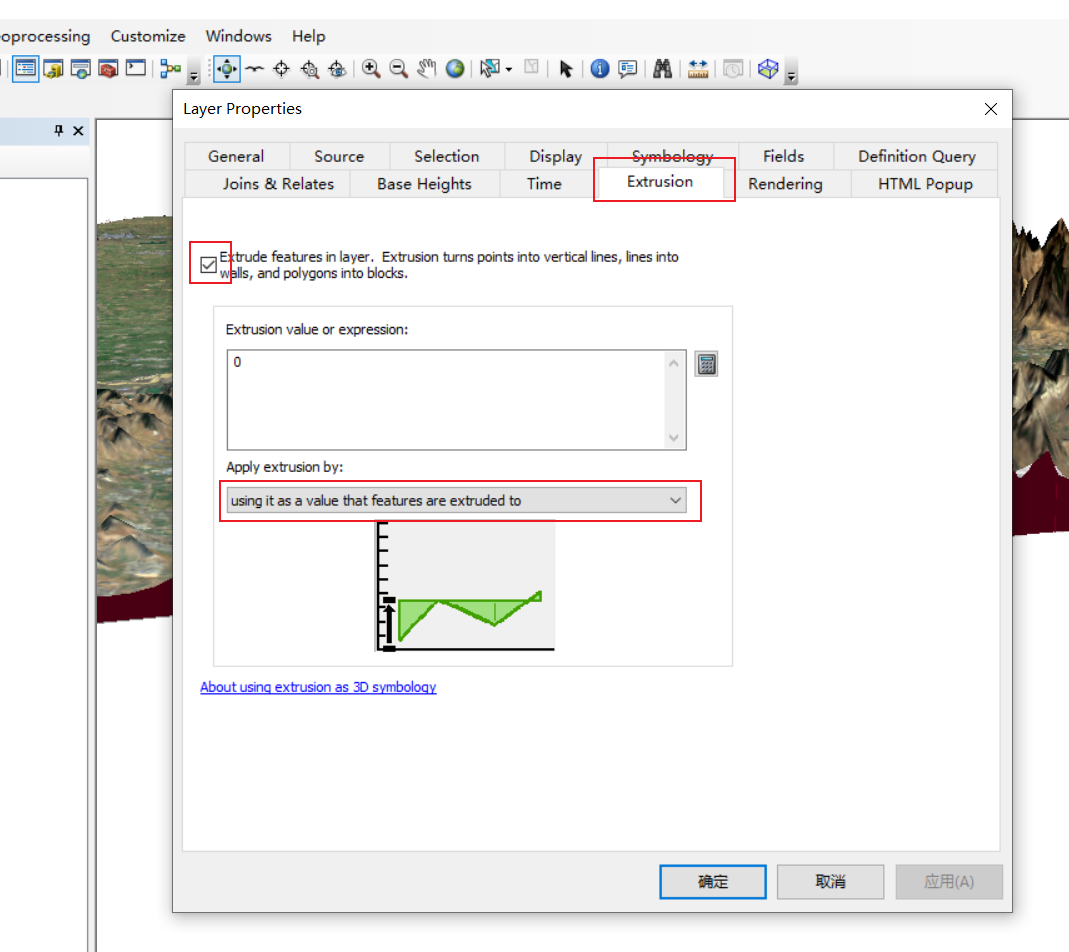 eoprocessing Customize Windows Help
Layer Properties
General Source Selection Display Symbology Fields Definition Query
Joins & Relates Base Heights Time Extrusion Rendering HTML Popup
Extrude features in layer.  Extrusion turns points into vertical lines, lines into
walls, and polygons into blocks.
Extrusion value or expression:
0
Apply extrusion by:
using it as a value that features are extruded to
About using extrusion as 3D symbology
确定 取消 应用(A)